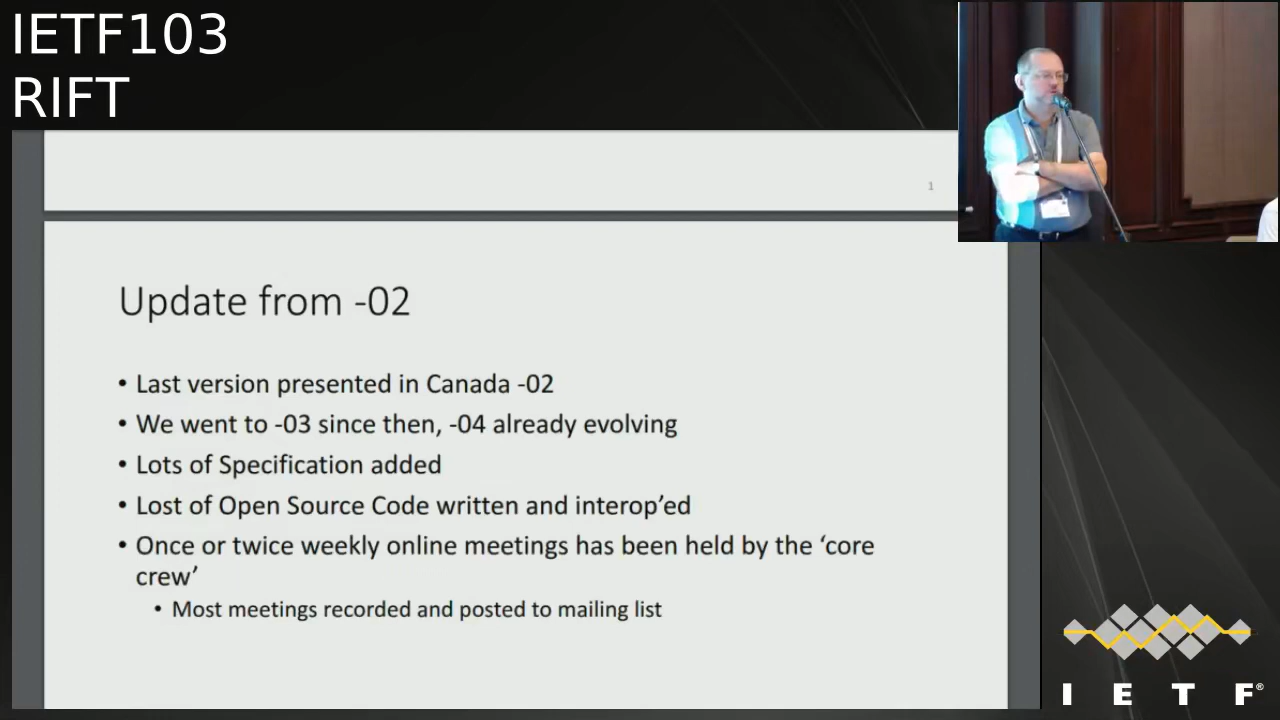 IETF103
RIFT
1
Update from -02
• Last version presented in Canada -02
• We went to -03 since then, -04 already evolving
• Lots of Specification added
• Lost of Open Source Code written and interop’ed
• Once or twice weekly online meetings has been held by the ‘core
crew’
• Most meetings recorded and posted to mailing list
I E T F®